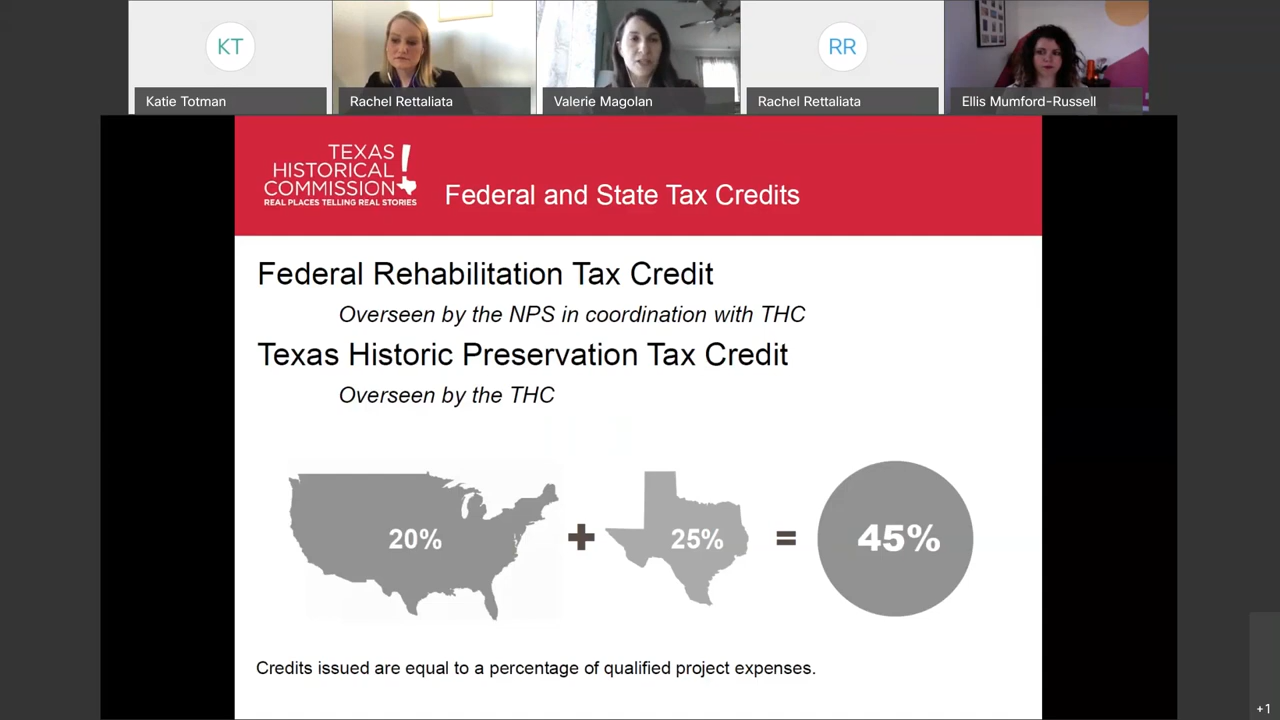 KT
RR
Katie Totman
Rachel Rettaliata
Valerie Magolan
Rachel Rettaliata
Ellis Mumford-Russell
TEXAS
HISTORICAL
COMMISSION
REAL PLACES TELLING REAL STORIES
Federal and State Tax Credits
Federal Rehabilitation Tax Credit
Overseen by the NPS in coordination with THC
Texas Historic Preservation Tax Credit
Overseen by the THC
20% + 25% = 45%
Credits issued are equal to a percentage of qualified project expenses.
+1